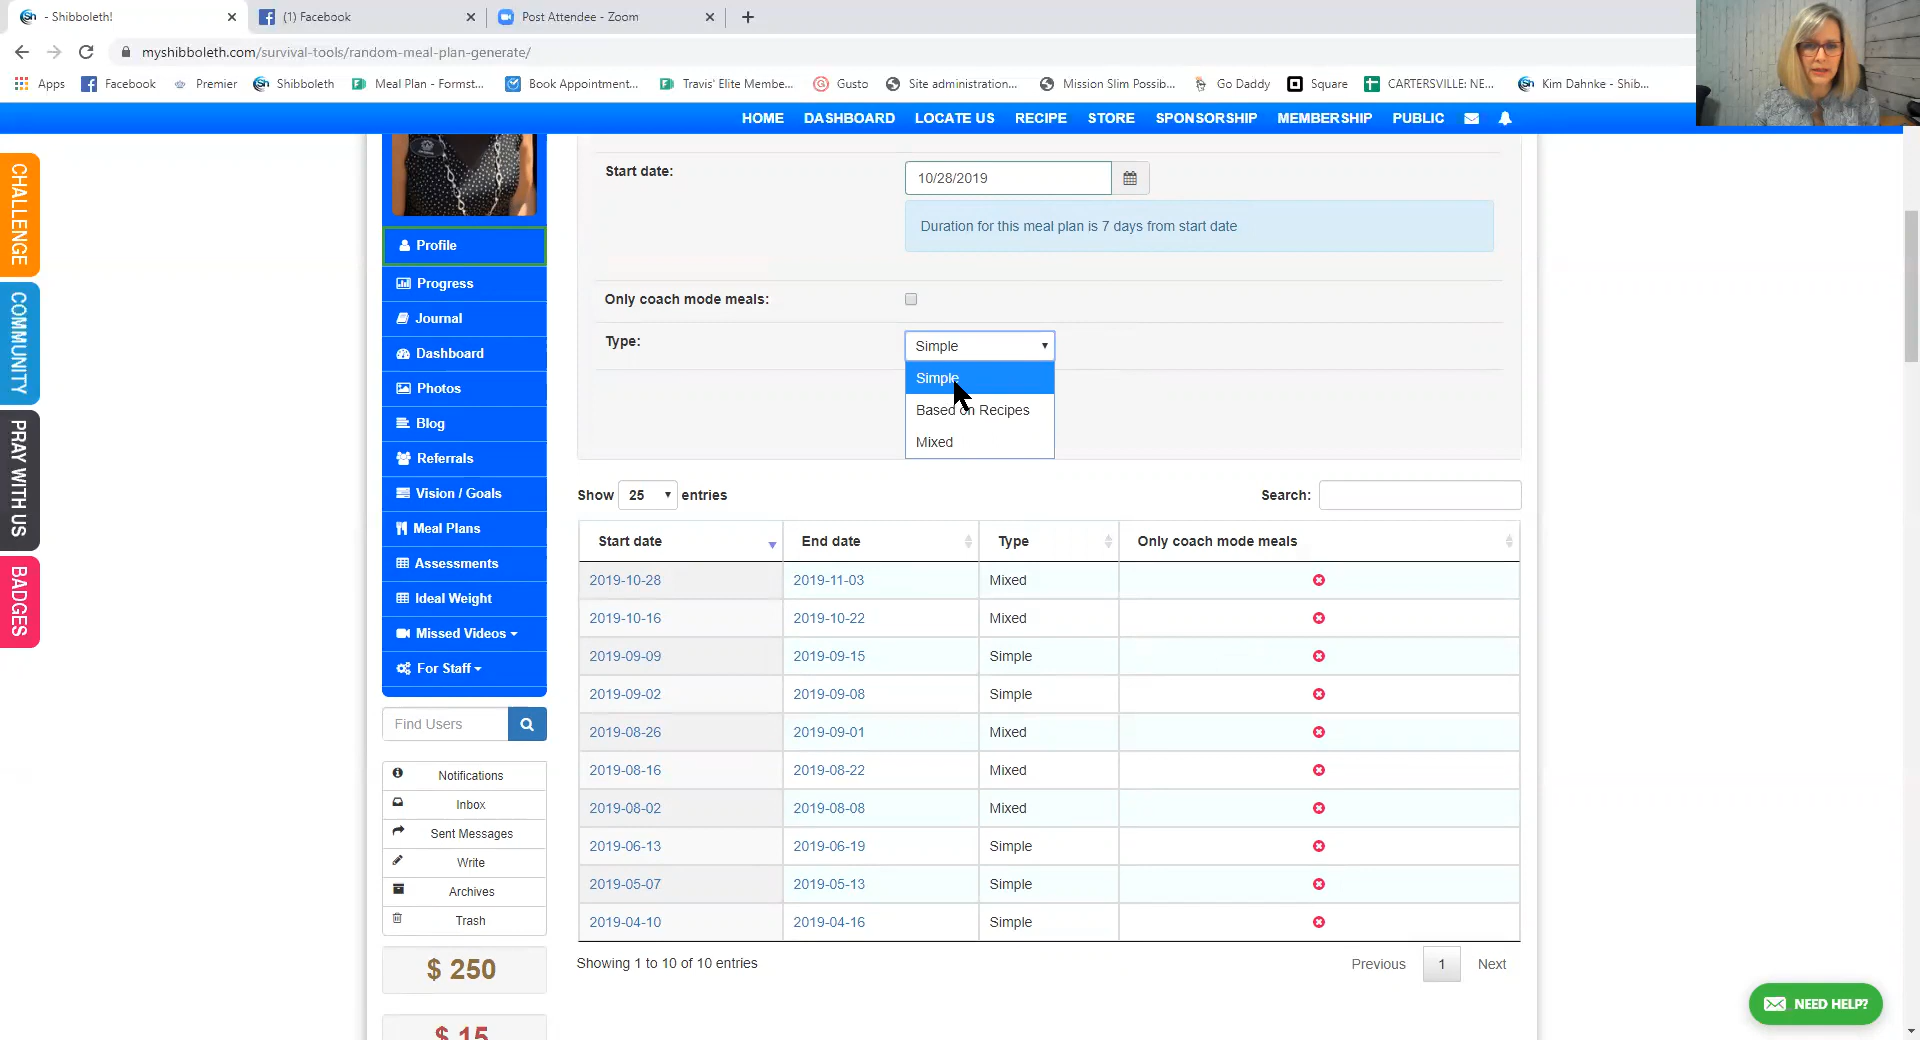 - Shibboleth!
(1) Facebook
Post Attendee - Zoom
myshibboleth.com/survival-tools/random-meal-plan-generate/
Apps Facebook Premier Shibboleth Meal Plan - Formst... Book Appointment... Travis' Elite Membe... Gusto Site administration... Mission Slim Possib... Go Daddy Square CARTERSVILLE: NE... Kim Dahnke - Shib...
HOME DASHBOARD LOCATE US RECIPE STORE SPONSORSHIP MEMBERSHIP PUBLIC
CHALLENGE
COMMUNITY
PRAY WITH US
BADGES
Profile
Progress
Journal
Dashboard
Photos
Blog
Referrals
Vision / Goals
Meal Plans
Assessments
Ideal Weight
Missed Videos
For Staff
Find Users
Notifications
Inbox
Sent Messages
Write
Archives
Trash
$ 250
$ 15
Start date: 10/28/2019
Duration for this meal plan is 7 days from start date
Only coach mode meals:
Type: Simple
Simple
Based on Recipes
Mixed
Show 25 entries Search:
Start date End date Type Only coach mode meals
2019-10-28 2019-11-03 Mixed
2019-10-16 2019-10-22 Mixed
2019-09-09 2019-09-15 Simple
2019-09-02 2019-09-08 Simple
2019-08-26 2019-09-01 Mixed
2019-08-16 2019-08-22 Mixed
2019-08-02 2019-08-08 Mixed
2019-06-13 2019-06-19 Simple
2019-05-07 2019-05-13 Simple
2019-04-10 2019-04-16 Simple
Showing 1 to 10 of 10 entries Previous 1 Next
NEED HELP?